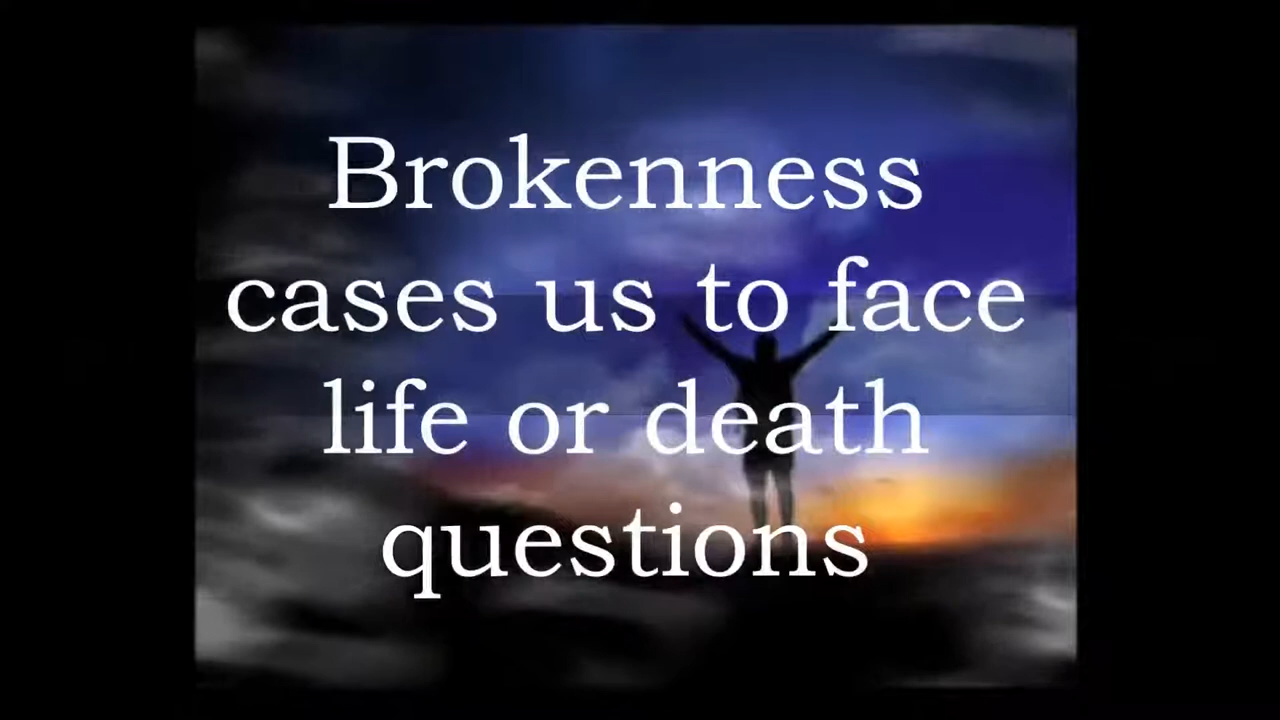 Brokenness
cases us to face
life or death
questions